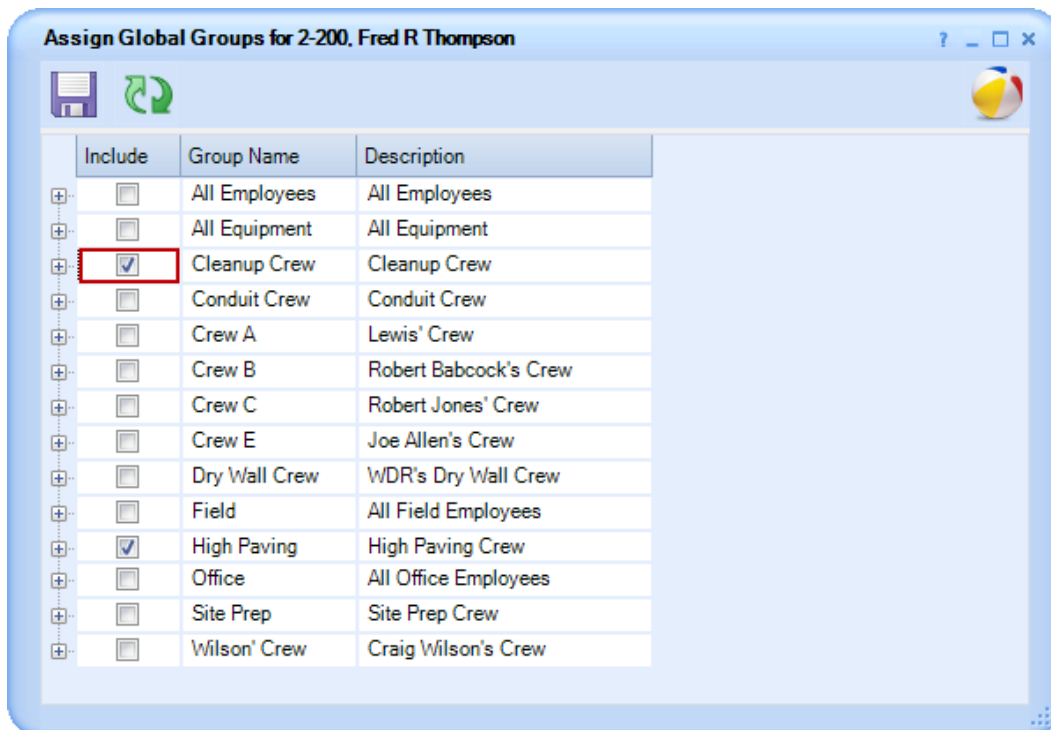 Assign Global Groups for 2-200, Fred R Thompson ?
Include Group Name Description
All Employees All Employees
All Equipment All Equipment
Cleanup Crew Cleanup Crew
Conduit Crew Conduit Crew
Crew A Lewis' Crew
Crew B Robert Babcock's Crew
Crew C Robert Jones' Crew
Crew E Joe Allen's Crew
Dry Wall Crew WDR's Dry Wall Crew
Field All Field Employees
High Paving High Paving Crew
Office All Office Employees
Site Prep Site Prep Crew
Wilson' Crew Craig Wilson's Crew